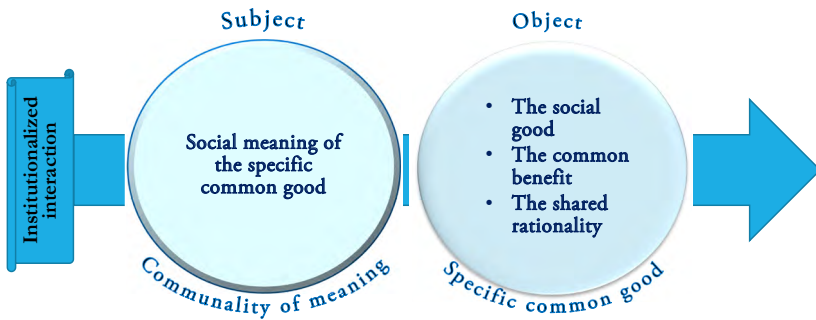 Institutionalized
interaction
Subject
Social meaning of
the specific
common good
Communality of meaning
Object
• The social
good
• The common
benefit
• The shared
rationality
Specific common good